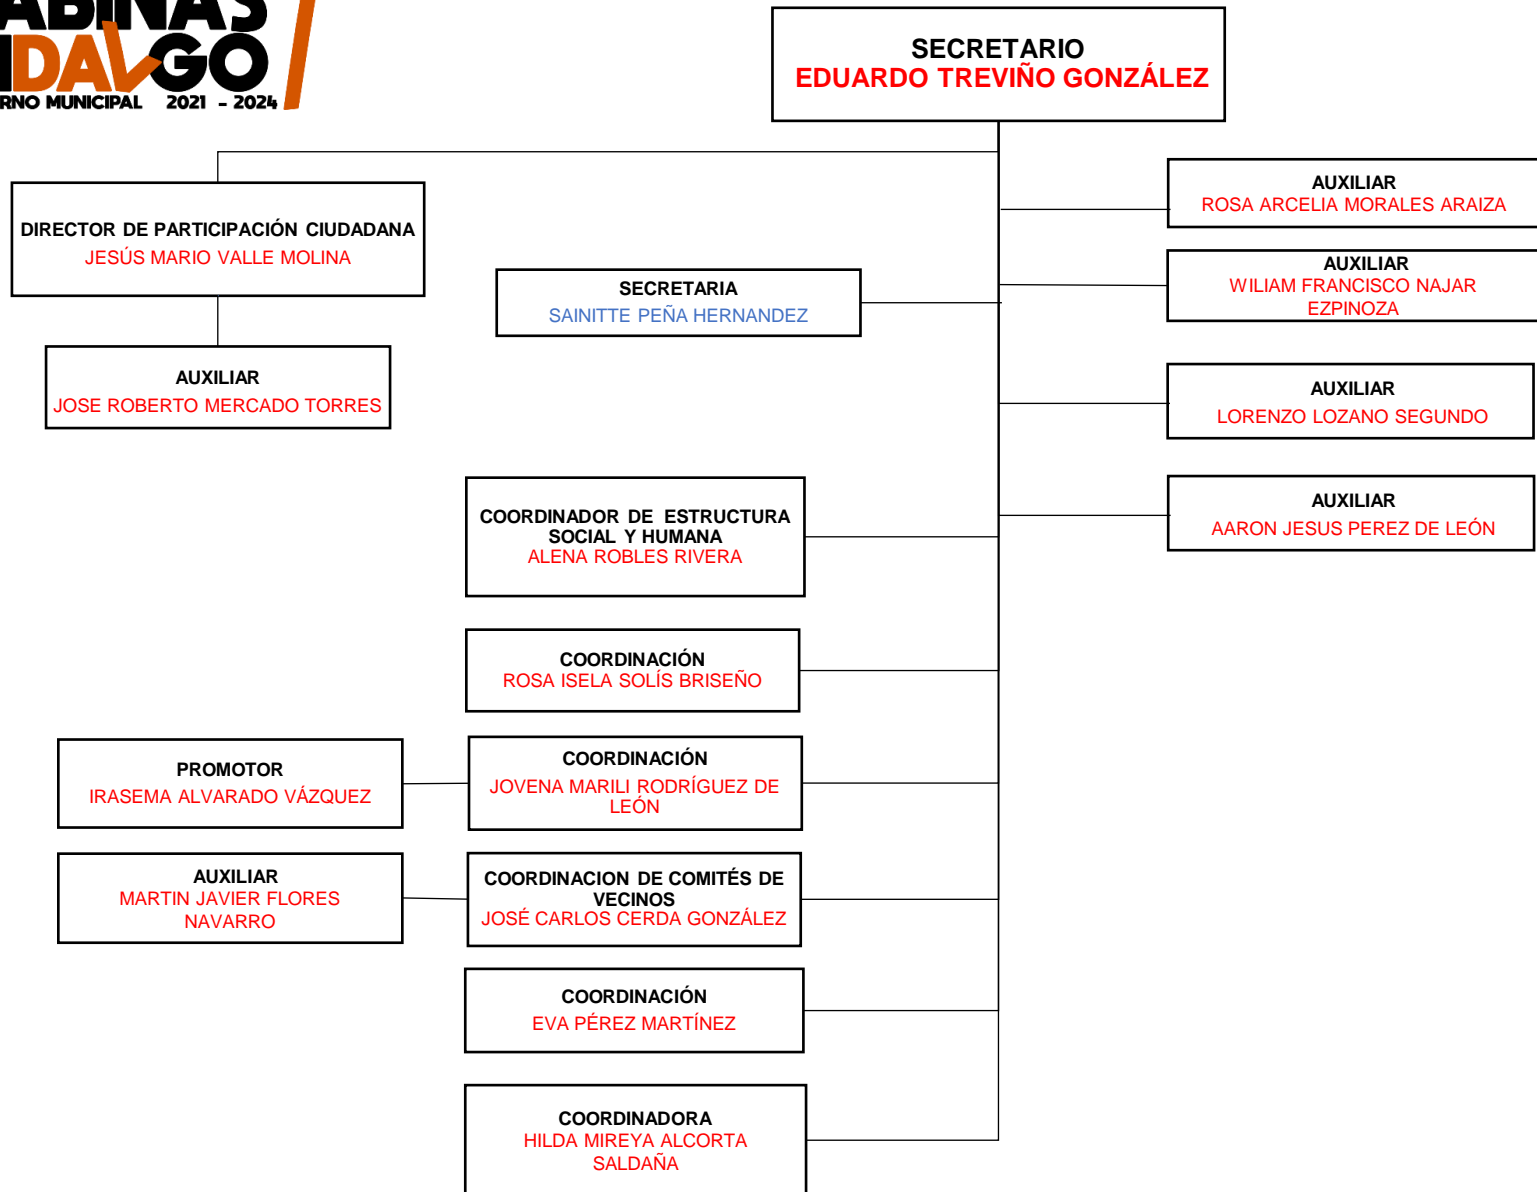 ABINAS
IDALGO
RNO MUNICIPAL 2021 - 2024
SECRETARIO
EDUARDO TREVIÑO GONZÁLEZ
DIRECTOR DE PARTICIPACIÓN CIUDADANA
JESÚS MARIO VALLE MOLINA
AUXILIAR
JOSE ROBERTO MERCADO TORRES
SECRETARIA
SAINITTE PEÑA HERNANDEZ
AUXILIAR
ROSA ARCELIA MORALES ARAIZA
AUXILIAR
WILIAM FRANCISCO NAJAR
EZPINOZA
AUXILIAR
LORENZO LOZANO SEGUNDO
AUXILIAR
AARON JESUS PEREZ DE LEÓN
COORDINADOR DE ESTRUCTURA
SOCIAL Y HUMANA
ALENA ROBLES RIVERA
COORDINACIÓN
ROSA ISELA SOLÍS BRISEÑO
PROMOTOR
IRASEMA ALVARADO VÁZQUEZ
COORDINACIÓN
JOVENA MARILI RODRÍGUEZ DE
LEÓN
AUXILIAR
MARTIN JAVIER FLORES
NAVARRO
COORDINACION DE COMITÉS DE
VECINOS
JOSÉ CARLOS CERDA GONZÁLEZ
COORDINACIÓN
EVA PÉREZ MARTÍNEZ
COORDINADORA
HILDA MIREYA ALCORTA
SALDAÑA